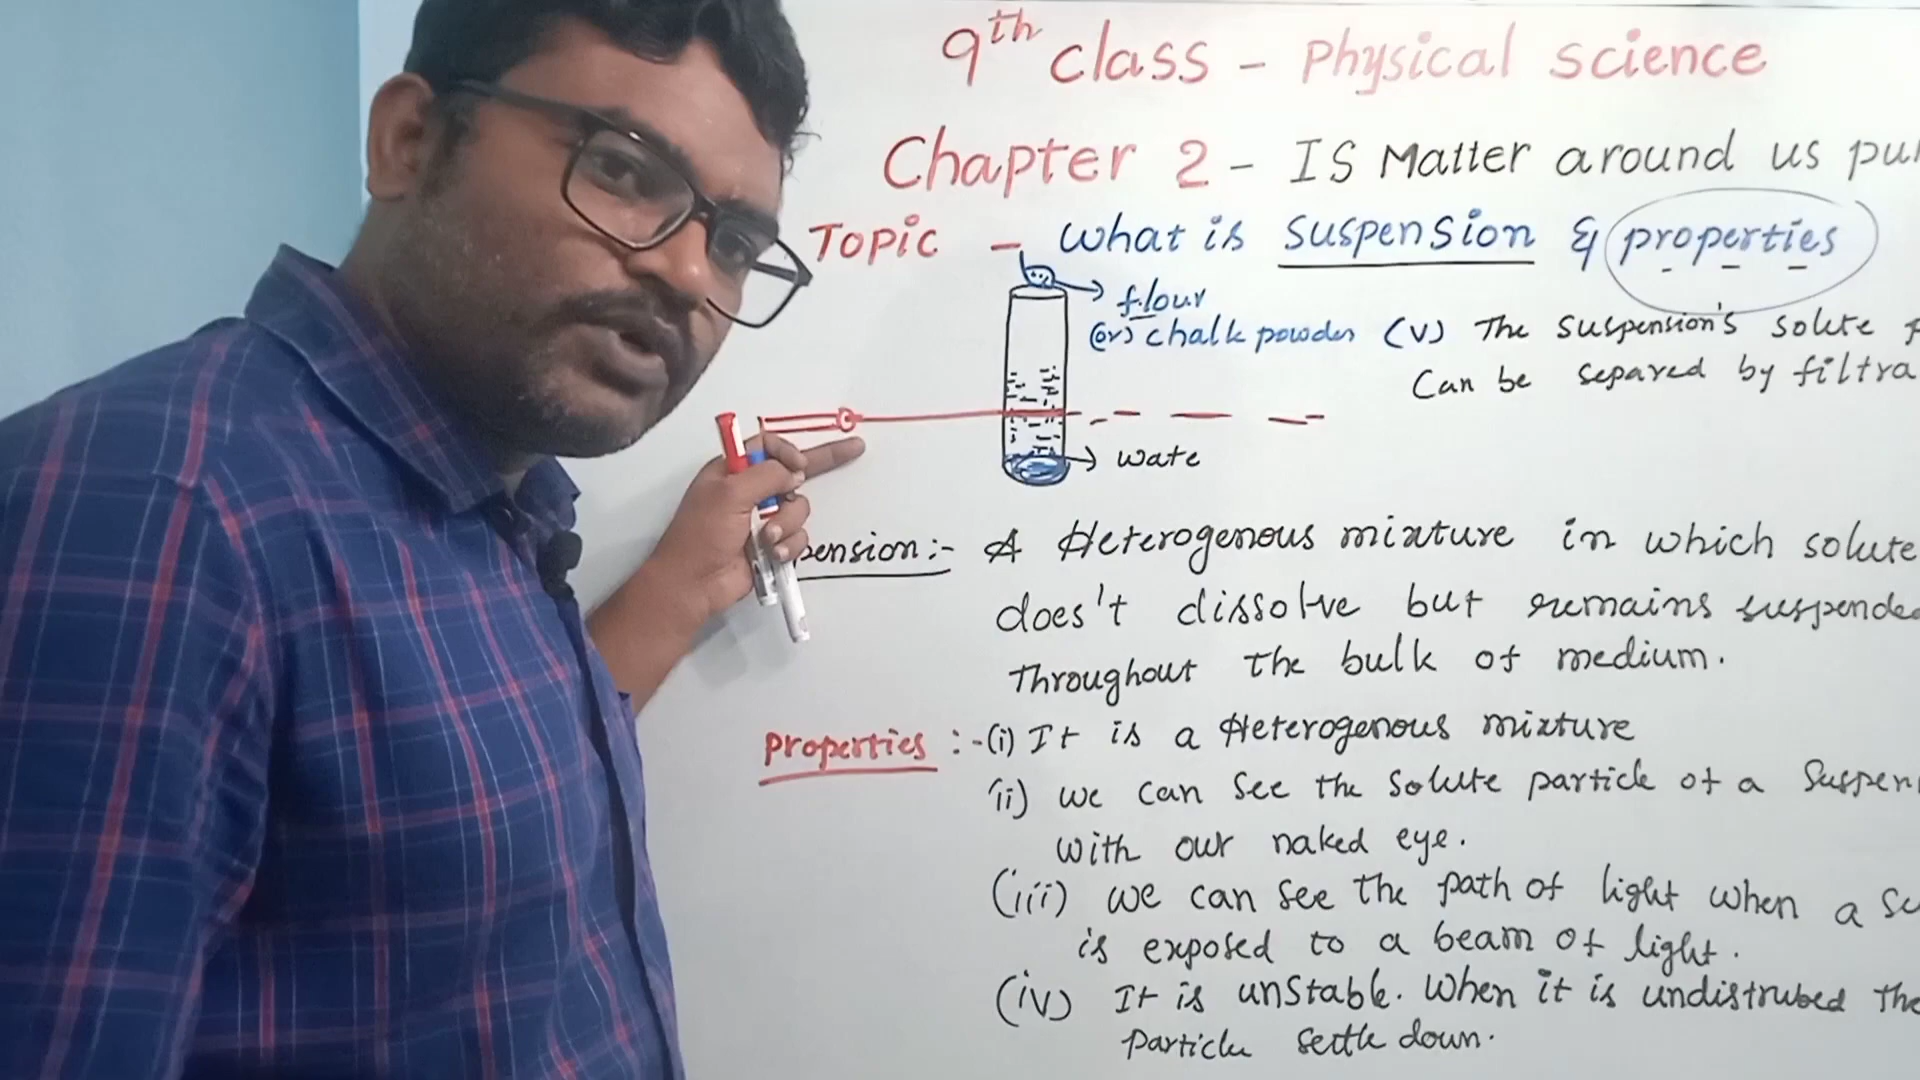 9th class - Physical science
Chapter 2 - IS Matter around us pur
Topic - What is suspension & properties
flour
(or) chalk powder
(v) The suspension's solute p
Can be separed by filtra
wate
pension:- A Heterogenous mixture in which solute
does't dissolve but remains suspended
Throughout the bulk of medium.
Properties :-(i) It is a Heterogenous mixture
(ii) we can see the solute particle of a suspen
with our naked eye.
(iii) we can see the path of light when a su
is exposed to a beam of light.
(iv) It is unstable. When it is undistrubed the
Particle settle down.